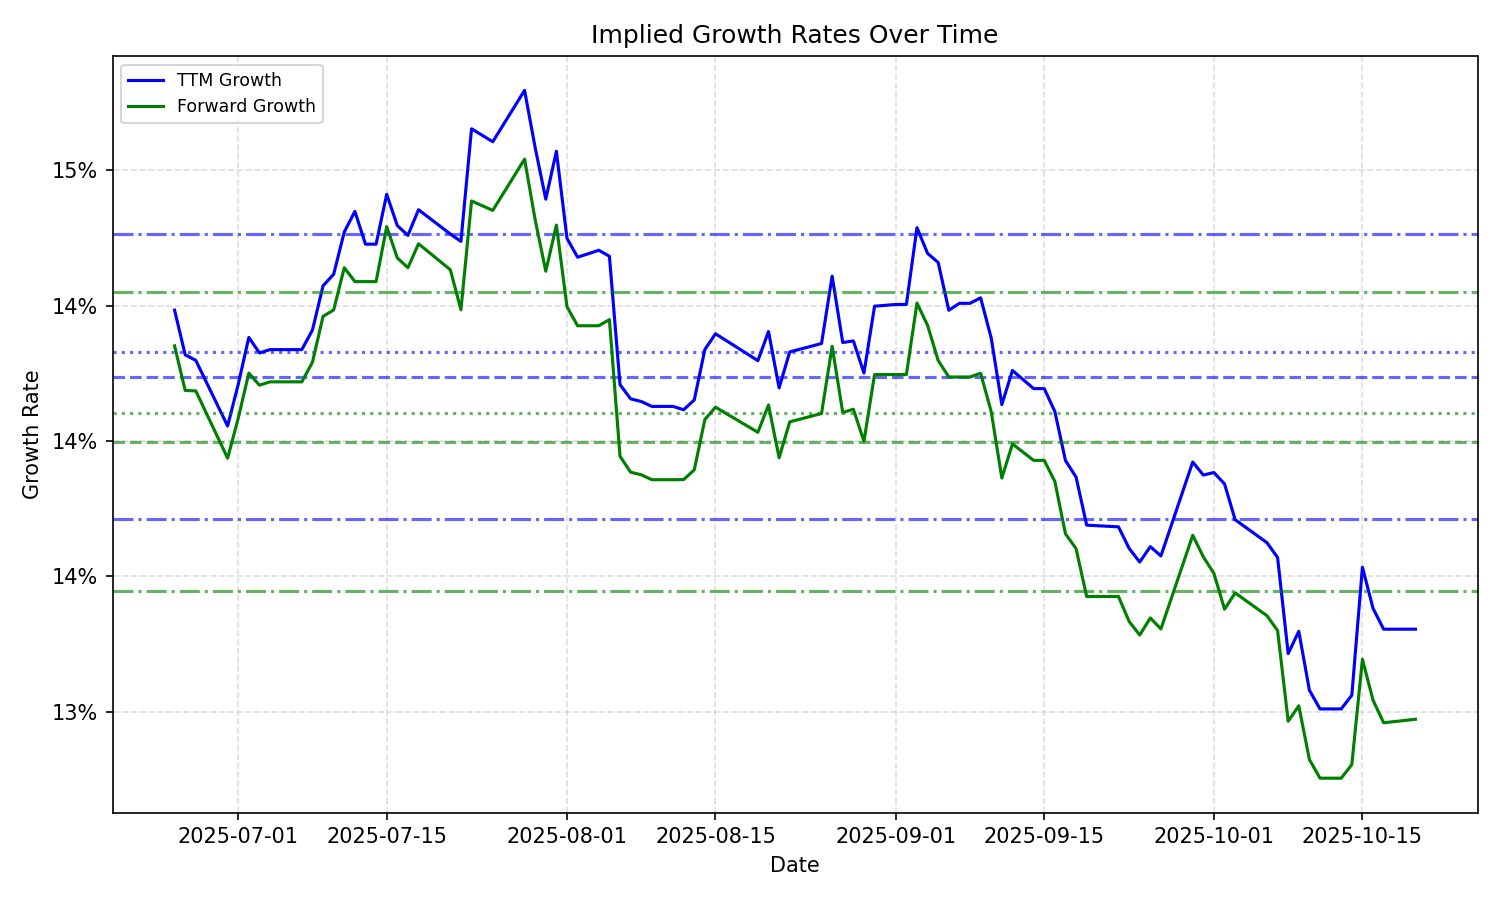 Implied Growth Rates Over Time
TTM Growth
Forward Growth
15%
14%
14%
14%
13%
Growth Rate
2025-07-01
2025-07-15
2025-08-01
2025-08-15
2025-09-01
2025-09-15
2025-10-01
2025-10-15
Date